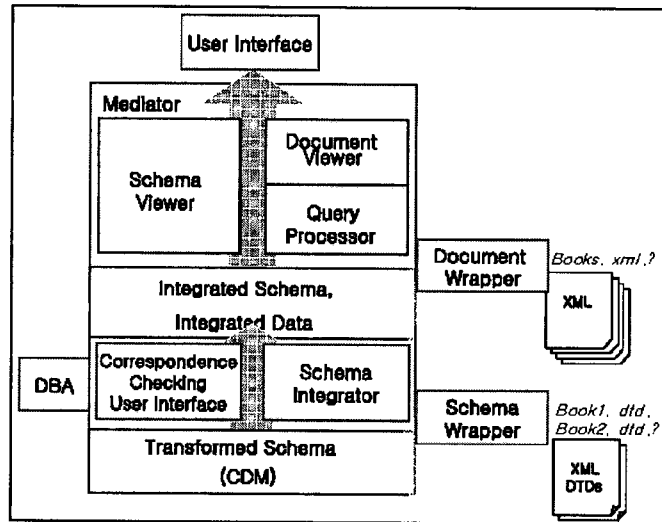 User Interface
Mediator
Schema
Viewer
Document
Viewer
Query
Processor
Integrated Schema,
Integrated Data
Document
Wrapper
Books, xml,?
XML
DBA
Correspondence
Checking
User Interface
Schema
Integrator
Schema
Wrapper
Book1, dtd,
Book2, dtd,?
XML
DTDs
Transformed Schema
(CDM)